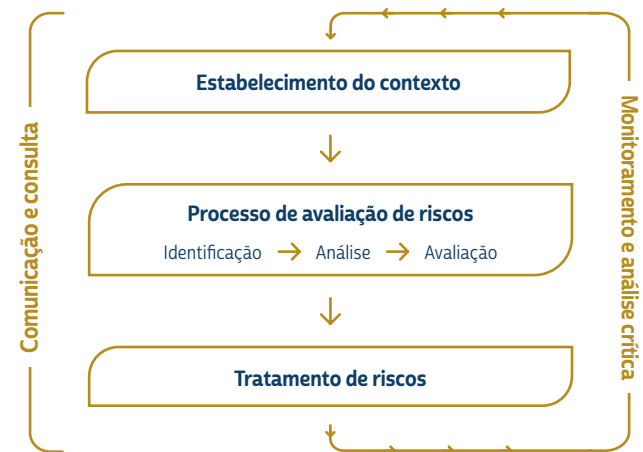 Estabelecimento do contexto
Comunicação e consulta
Monitoramento e análise crítica
Processo de avaliação de riscos
Identificação → Análise → Avaliação
Tratamento de riscos